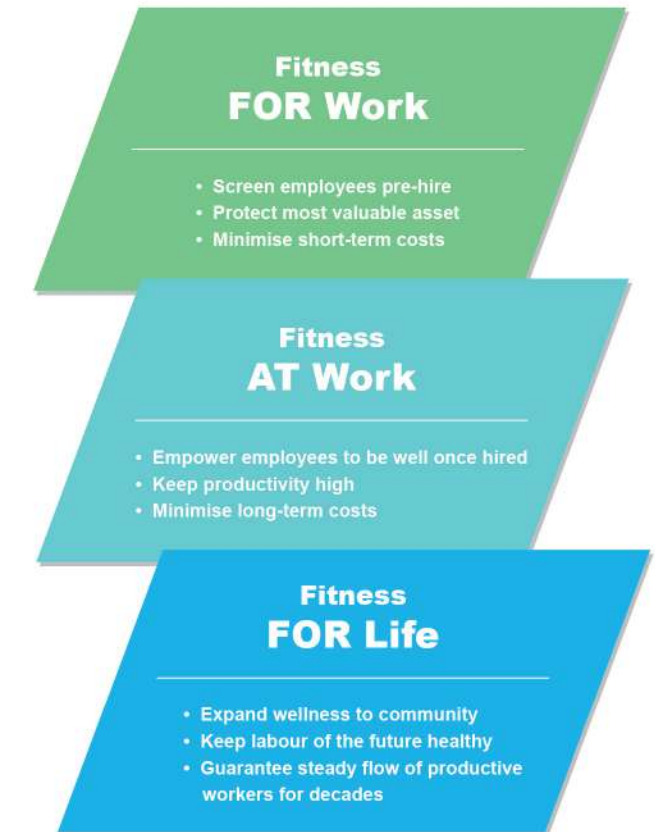 Fitness
FOR Work
• Screen employees pre-hire
• Protect most valuable asset
• Minimise short-term costs
Fitness
AT Work
• Empower employees to be well once hired
• Keep productivity high
• Minimise long-term costs
Fitness
FOR Life
• Expand wellness to community
• Keep labour of the future healthy
• Guarantee steady flow of productive
workers for decades